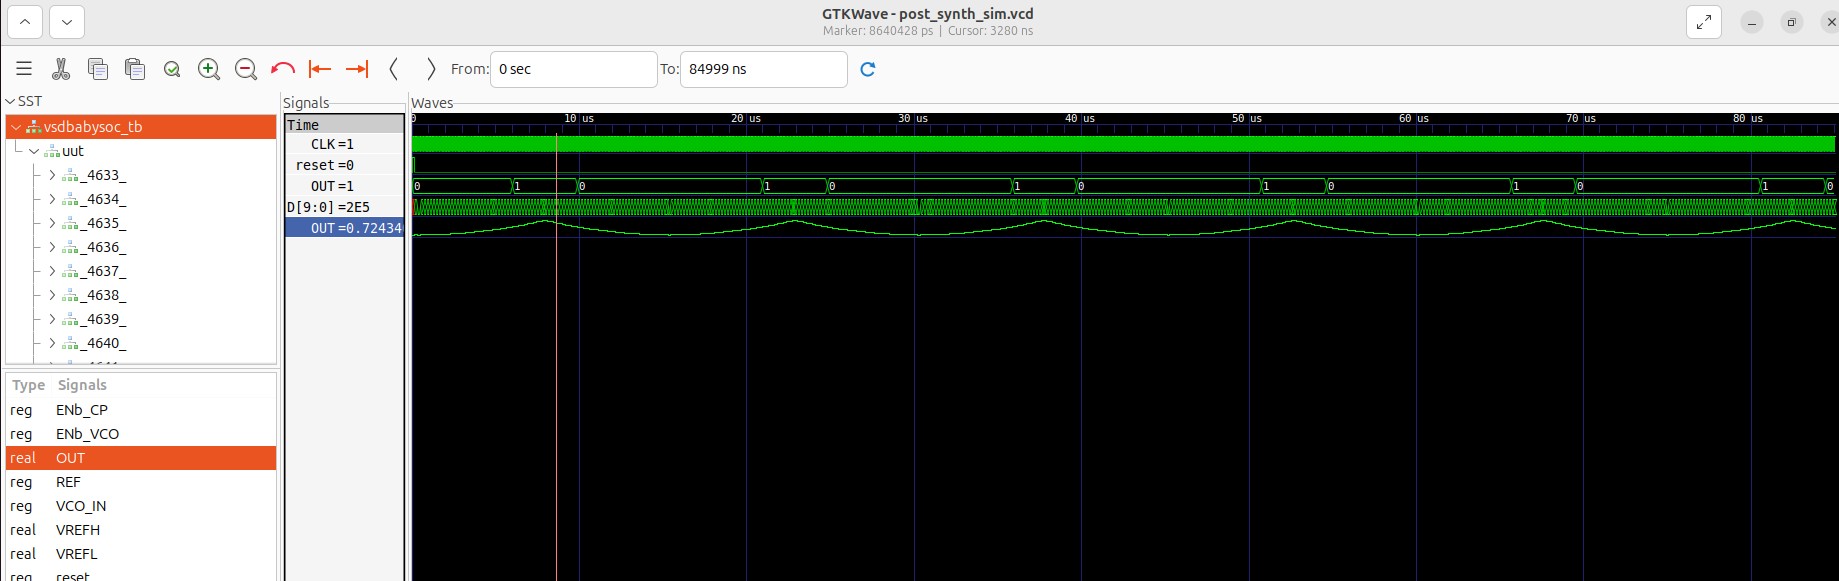 GTKWave - post_synth_sim.vcd
Marker: 8640428 ps | Cursor: 3280 ns
From: 0 sec To: 84999 ns
SST
vsdbabysoc_tb
uut
_4633_
_4634_
_4635_
_4636_
_4637_
_4638_
_4639_
_4640_
Type Signals
reg ENb_CP
reg ENb_VCO
real OUT
reg REF
reg VCO_IN
real VREFH
real VREFL
reg reset
Signals
Time
CLK=1
reset=0
OUT=1
D[9:0]=2E5
OUT=0.72434
Waves
0 10 us 20 us 30 us 40 us 50 us 60 us 70 us 80 us
0 1 0 1 0 1 0 1 0 1 0 1 0